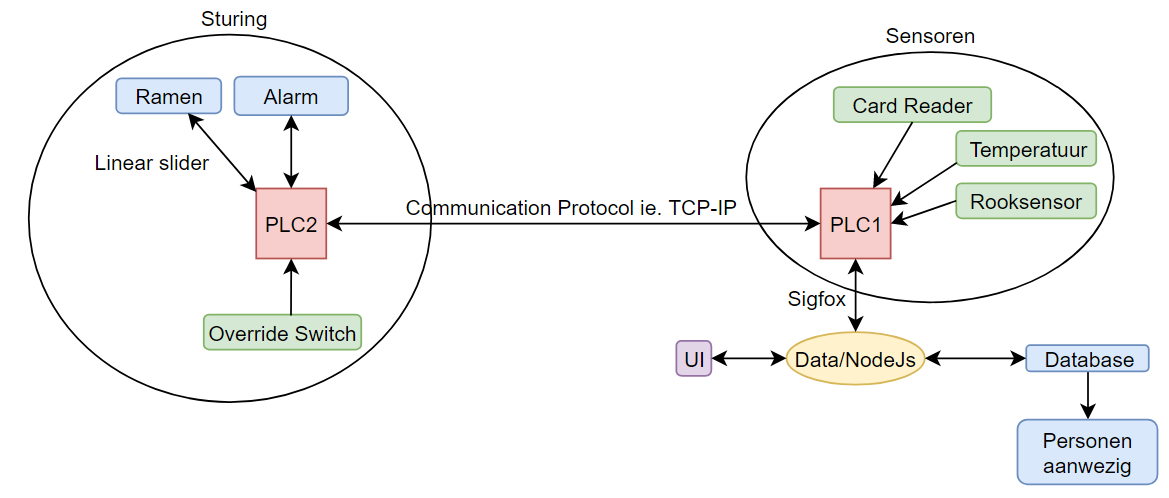 Sturing
Sensoren
Ramen
Alarm
Card Reader
Linear slider
Temperatuur
Rooksensor
PLC2
Communication Protocol ie. TCP-IP
PLC1
Override Switch
Sigfox
UI
Data/NodeJs
Database
Personen
aanwezig